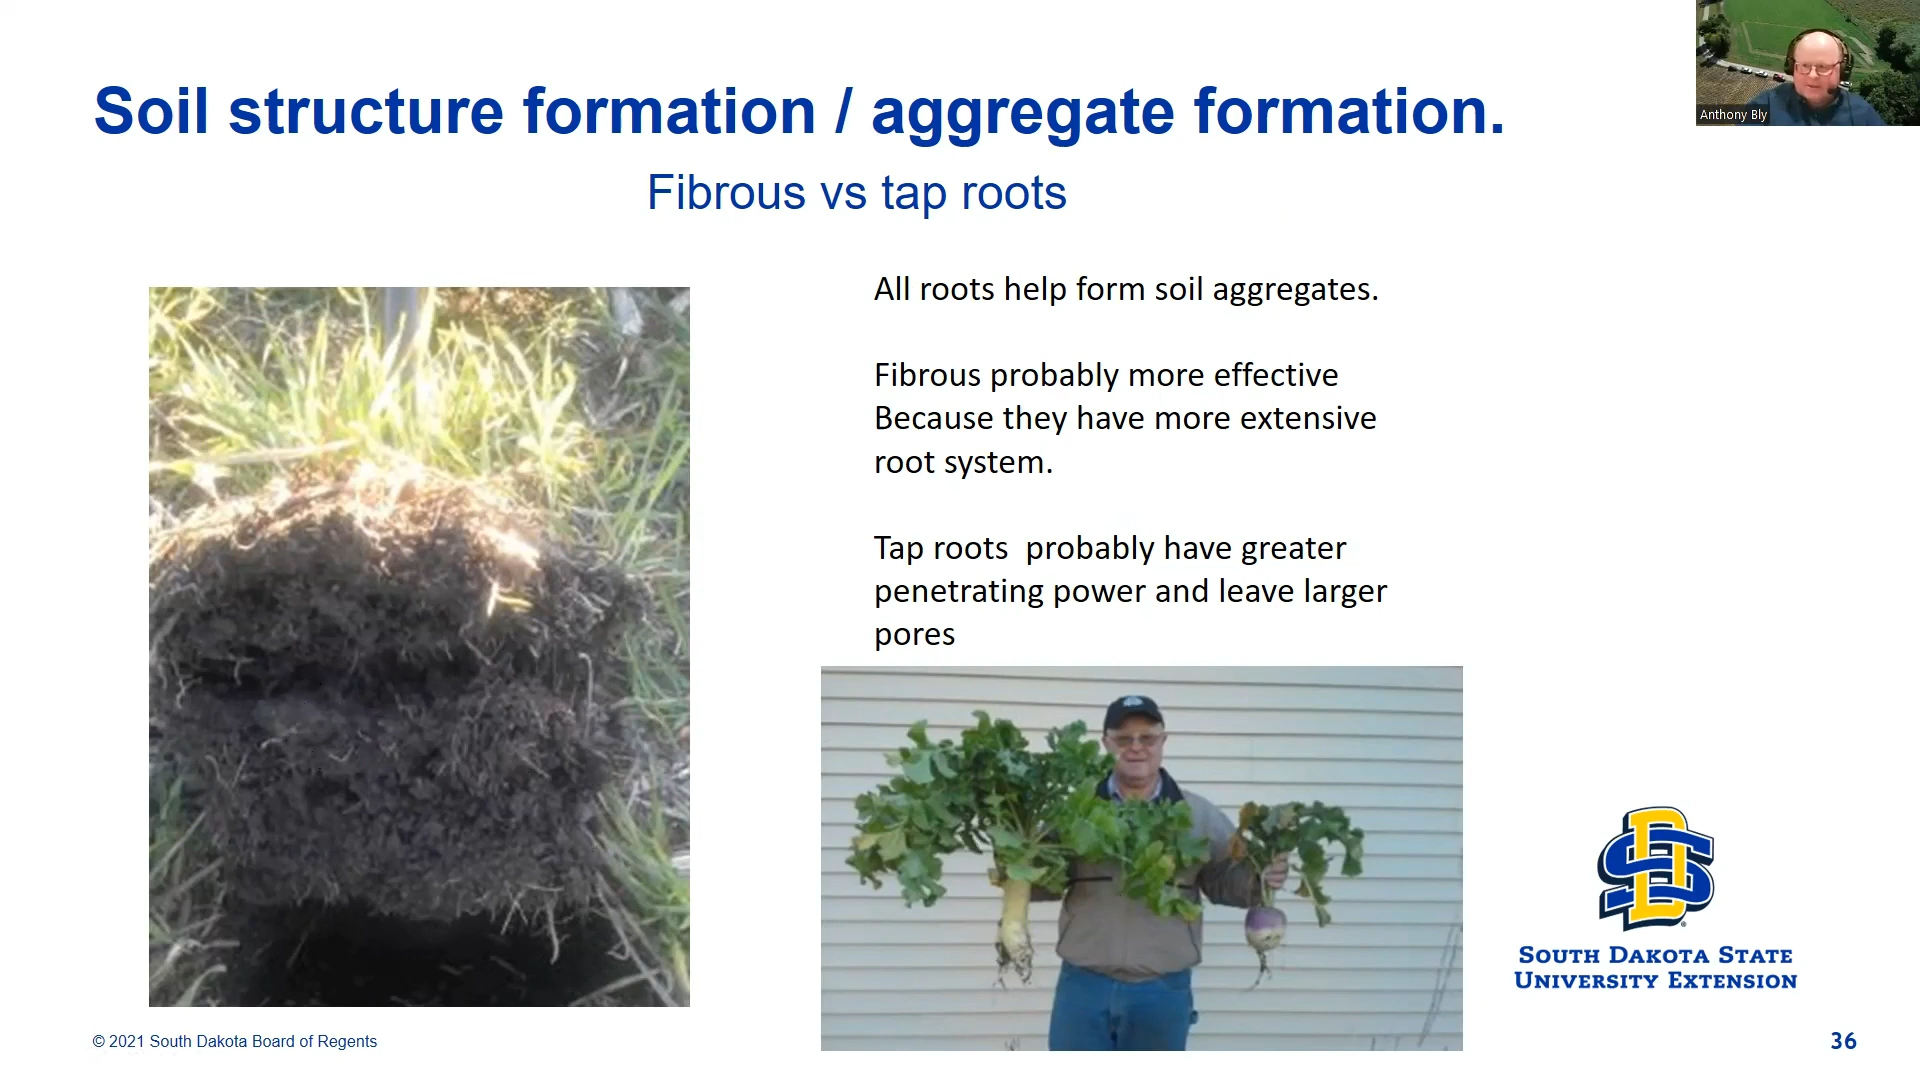 Anthony Bly
Soil structure formation / aggregate formation.
Fibrous vs tap roots
All roots help form soil aggregates.
Fibrous probably more effective
Because they have more extensive
root system.
Tap roots  probably have greater
penetrating power and leave larger
pores
SD
South Dakota State
University Extension
© 2021 South Dakota Board of Regents
36